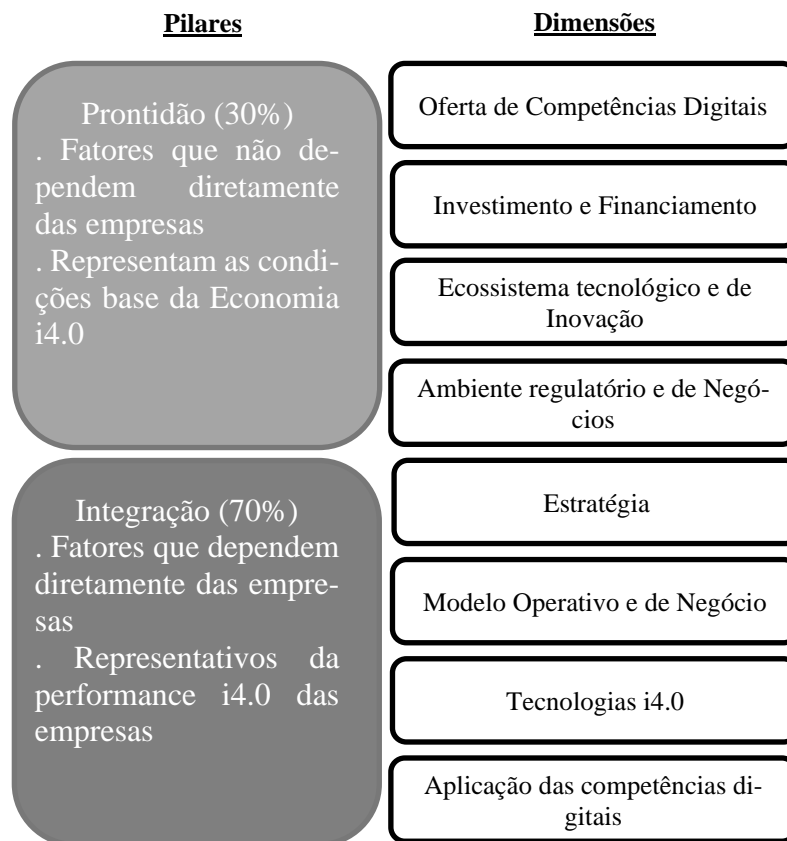 Pilares
Dimensões
Prontidão (30%)
. Fatores que não de-
pendem diretamente
das empresas
. Representam as condi-
ções base da Economia
i4.0
Oferta de Competências Digitais
Investimento e Financiamento
Ecossistema tecnológico e de
Inovação
Ambiente regulatório e de Negó-
cios
Integração (70%)
. Fatores que dependem
diretamente das empre-
sas
. Representativos da
performance i4.0 das
empresas
Estratégia
Modelo Operativo e de Negócio
Tecnologias i4.0
Aplicação das competências di-
gitais